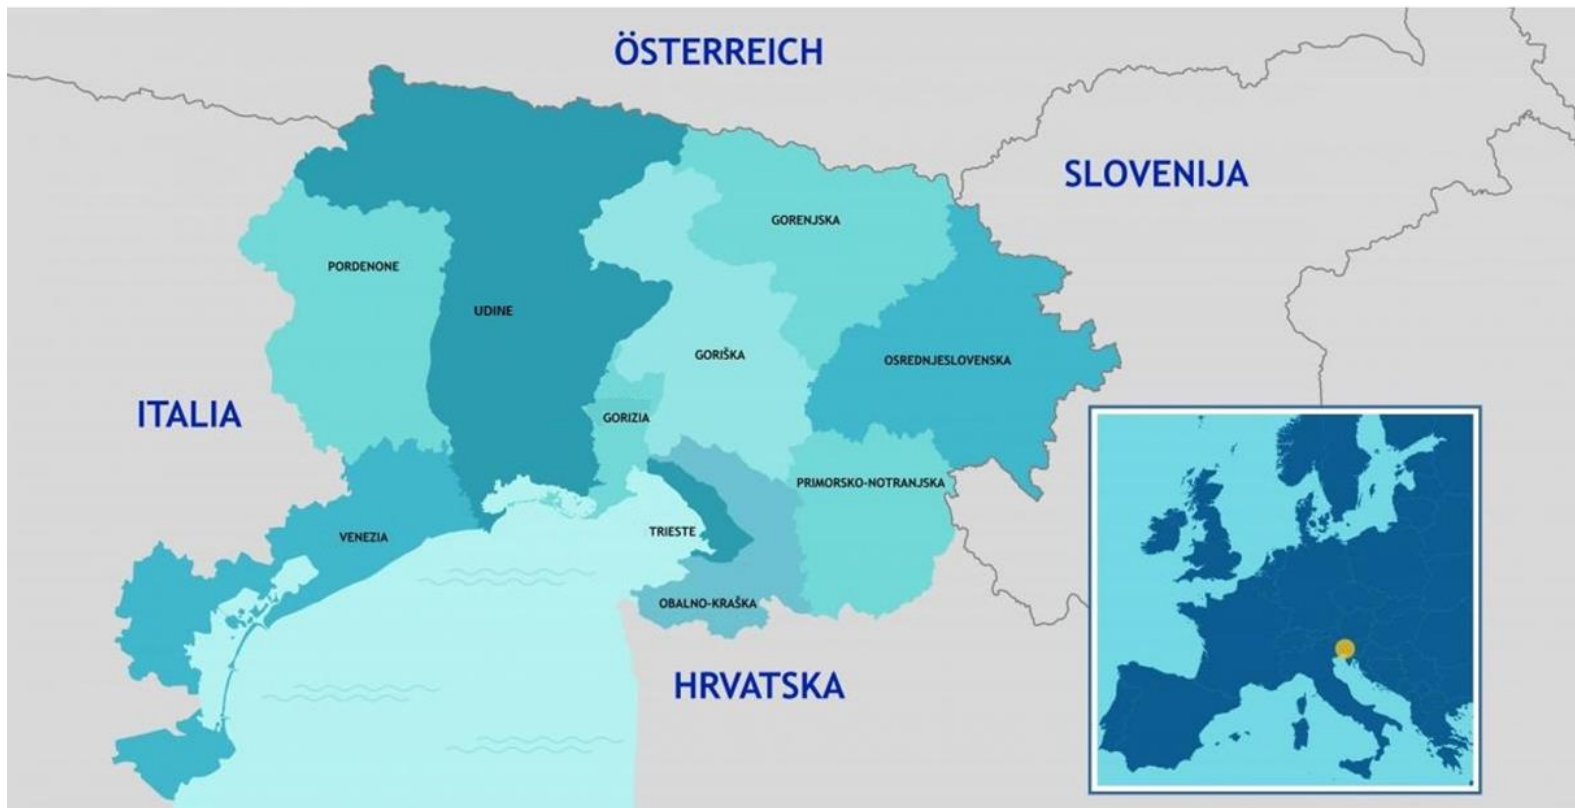 ÖSTERREICH
SLOVENIJA
GORENJSKA
PORDENONE
UDINE
GORIŠKA
OSREDNJESLOVENSKA
ITALIA
GORIZIA
PRIMORSKO-NOTRANJSKA
VENEZIA
TRIESTE
OBALNO-KRAŠKA
HRVATSKA